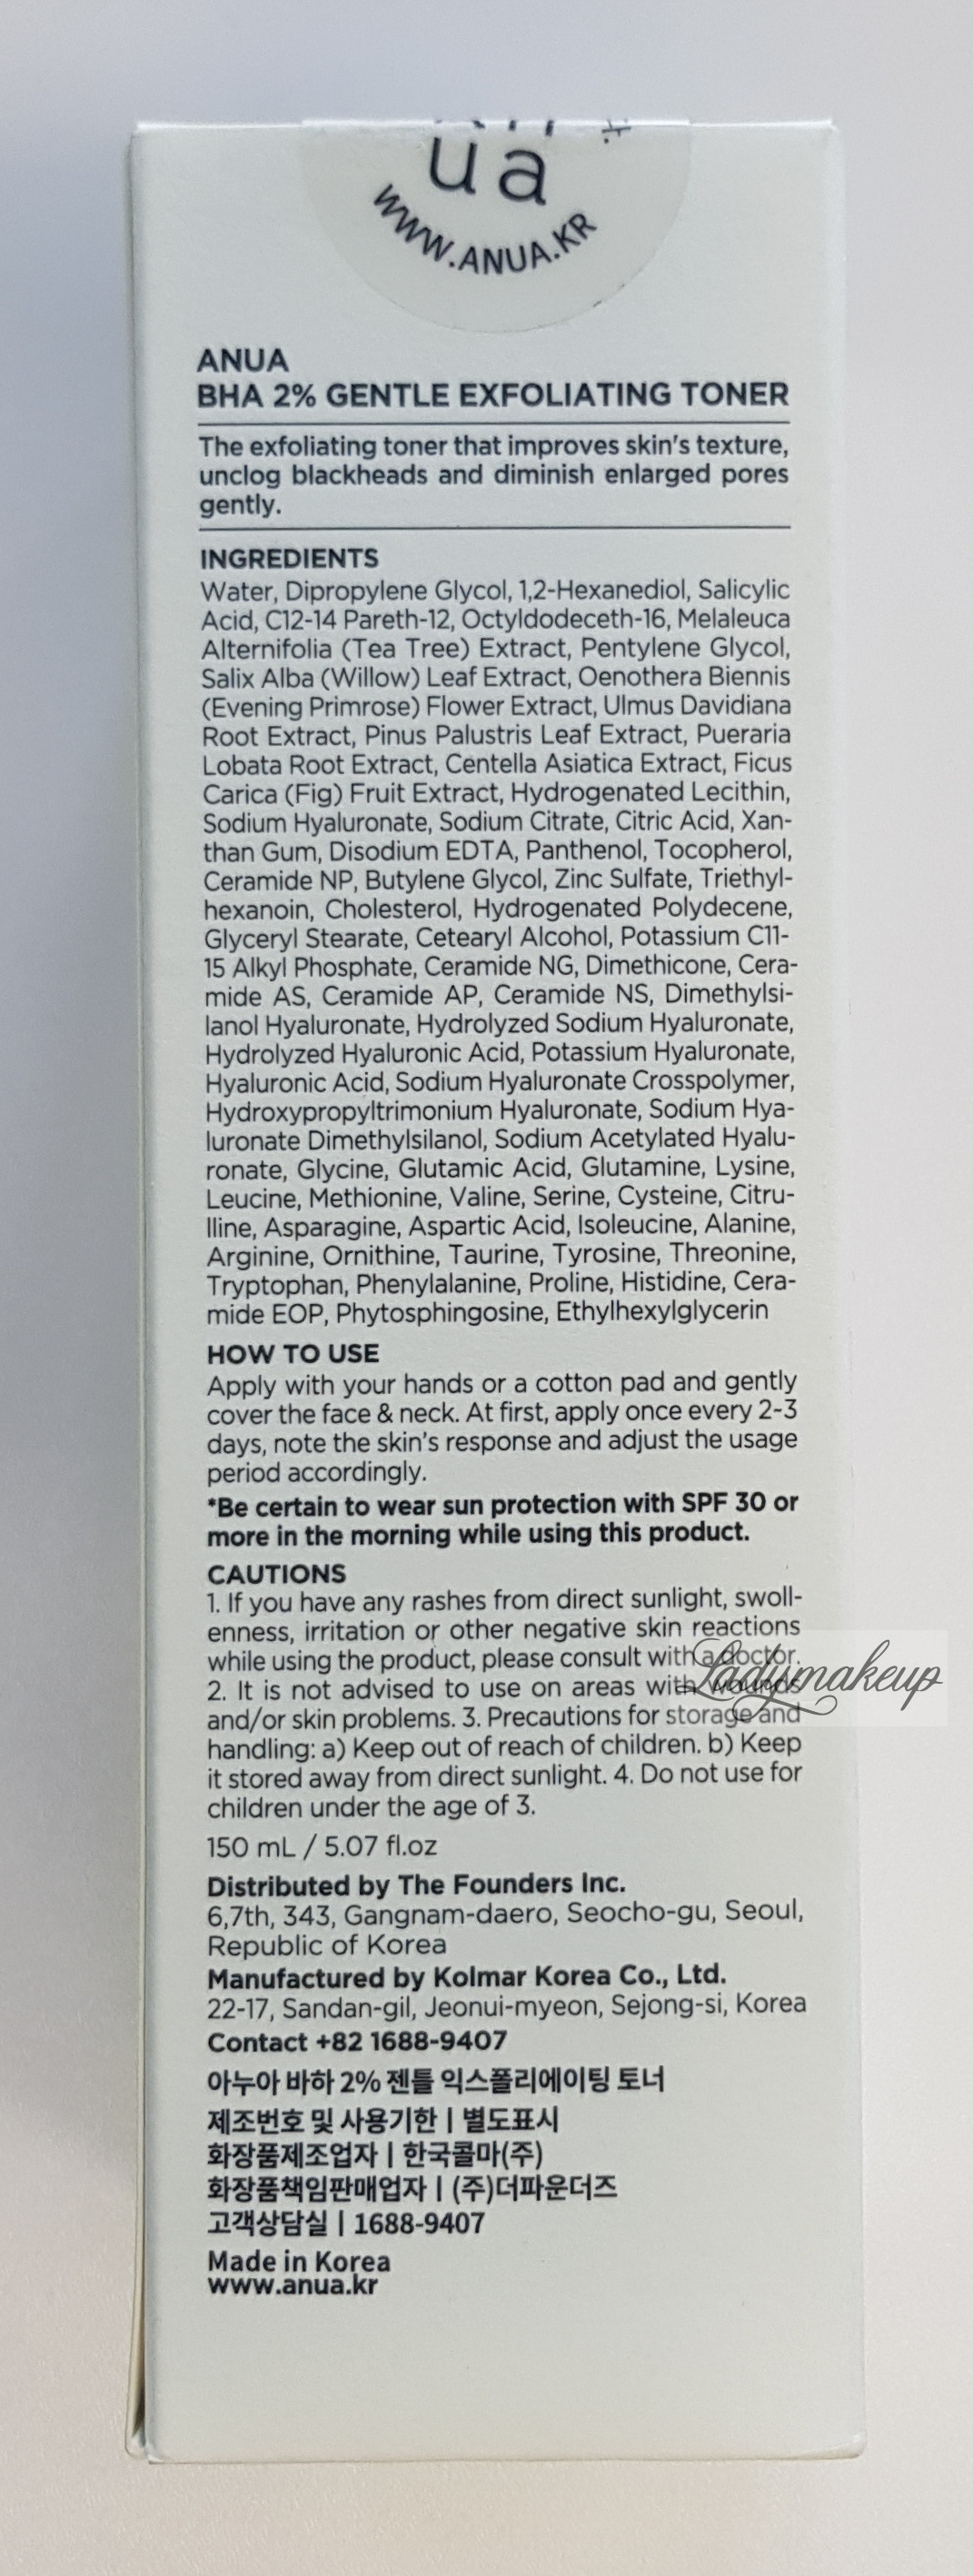 ua
WWW.ANUA.KR
ANUA
BHA 2% GENTLE EXFOLIATING TONER
The exfoliating toner that improves skin's texture,
unclog blackheads and diminish enlarged pores
gently.
INGREDIENTS
Water, Dipropylene Glycol, 1,2-Hexanediol, Salicylic
Acid, C12-14 Pareth-12, Octyldodeceth-16, Melaleuca
Alternifolia (Tea Tree) Extract, Pentylene Glycol,
Salix Alba (Willow) Leaf Extract, Oenothera Biennis
(Evening Primrose) Flower Extract, Ulmus Davidiana
Root Extract, Pinus Palustris Leaf Extract, Pueraria
Lobata Root Extract, Centella Asiatica Extract, Ficus
Carica (Fig) Fruit Extract, Hydrogenated Lecithin,
Sodium Hyaluronate, Sodium Citrate, Citric Acid, Xan-
than Gum, Disodium EDTA, Panthenol, Tocopherol,
Ceramide NP, Butylene Glycol, Zinc Sulfate, Triethyl-
hexanoin, Cholesterol, Hydrogenated Polydecene,
Glyceryl Stearate, Cetearyl Alcohol, Potassium C11-
15 Alkyl Phosphate, Ceramide NG, Dimethicone, Cera-
mide AS, Ceramide AP, Ceramide NS, Dimethylsi-
lanol Hyaluronate, Hydrolyzed Sodium Hyaluronate,
Hydrolyzed Hyaluronic Acid, Potassium Hyaluronate,
Hyaluronic Acid, Sodium Hyaluronate Crosspolymer,
Hydroxypropyltrimonium Hyaluronate, Sodium Hya-
luronate Dimethylsilanol, Sodium Acetylated Hyalu-
ronate, Glycine, Glutamic Acid, Glutamine, Lysine,
Leucine, Methionine, Valine, Serine, Cysteine, Citru-
lline, Asparagine, Aspartic Acid, Isoleucine, Alanine,
Arginine, Ornithine, Taurine, Tyrosine, Threonine,
Tryptophan, Phenylalanine, Proline, Histidine, Cera-
mide EOP, Phytosphingosine, Ethylhexylglycerin
HOW TO USE
Apply with your hands or a cotton pad and gently
cover the face & neck. At first, apply once every 2-3
days, note the skin's response and adjust the usage
period accordingly.
*Be certain to wear sun protection with SPF 30 or
more in the morning while using this product.
CAUTIONS
1. If you have any rashes from direct sunlight, swoll-
enness, irritation or other negative skin reactions
while using the product, please consult with a doctor.
2. It is not advised to use on areas with wounds
and/or skin problems. 3. Precautions for storage and
handling: a) Keep out of reach of children. b) Keep
it stored away from direct sunlight. 4. Do not use for
children under the age of 3.
Ladymakeup
150 mL / 5.07 fl.oz
Distributed by The Founders Inc.
6,7th, 343, Gangnam-daero, Seocho-gu, Seoul,
Republic of Korea
Manufactured by Kolmar Korea Co., Ltd.
22-17, Sandan-gil, Jeonui-myeon, Sejong-si, Korea
Contact +82 1688-9407
아누아 바하 2% 젠틀 익스폴리에이팅 토너
제조번호 및 사용기한 | 별도표시
화장품제조업자 | 한국콜마(주)
화장품책임판매업자 | (주)더파운더즈
고객상담실 | 1688-9407
Made in Korea
www.anua.kr